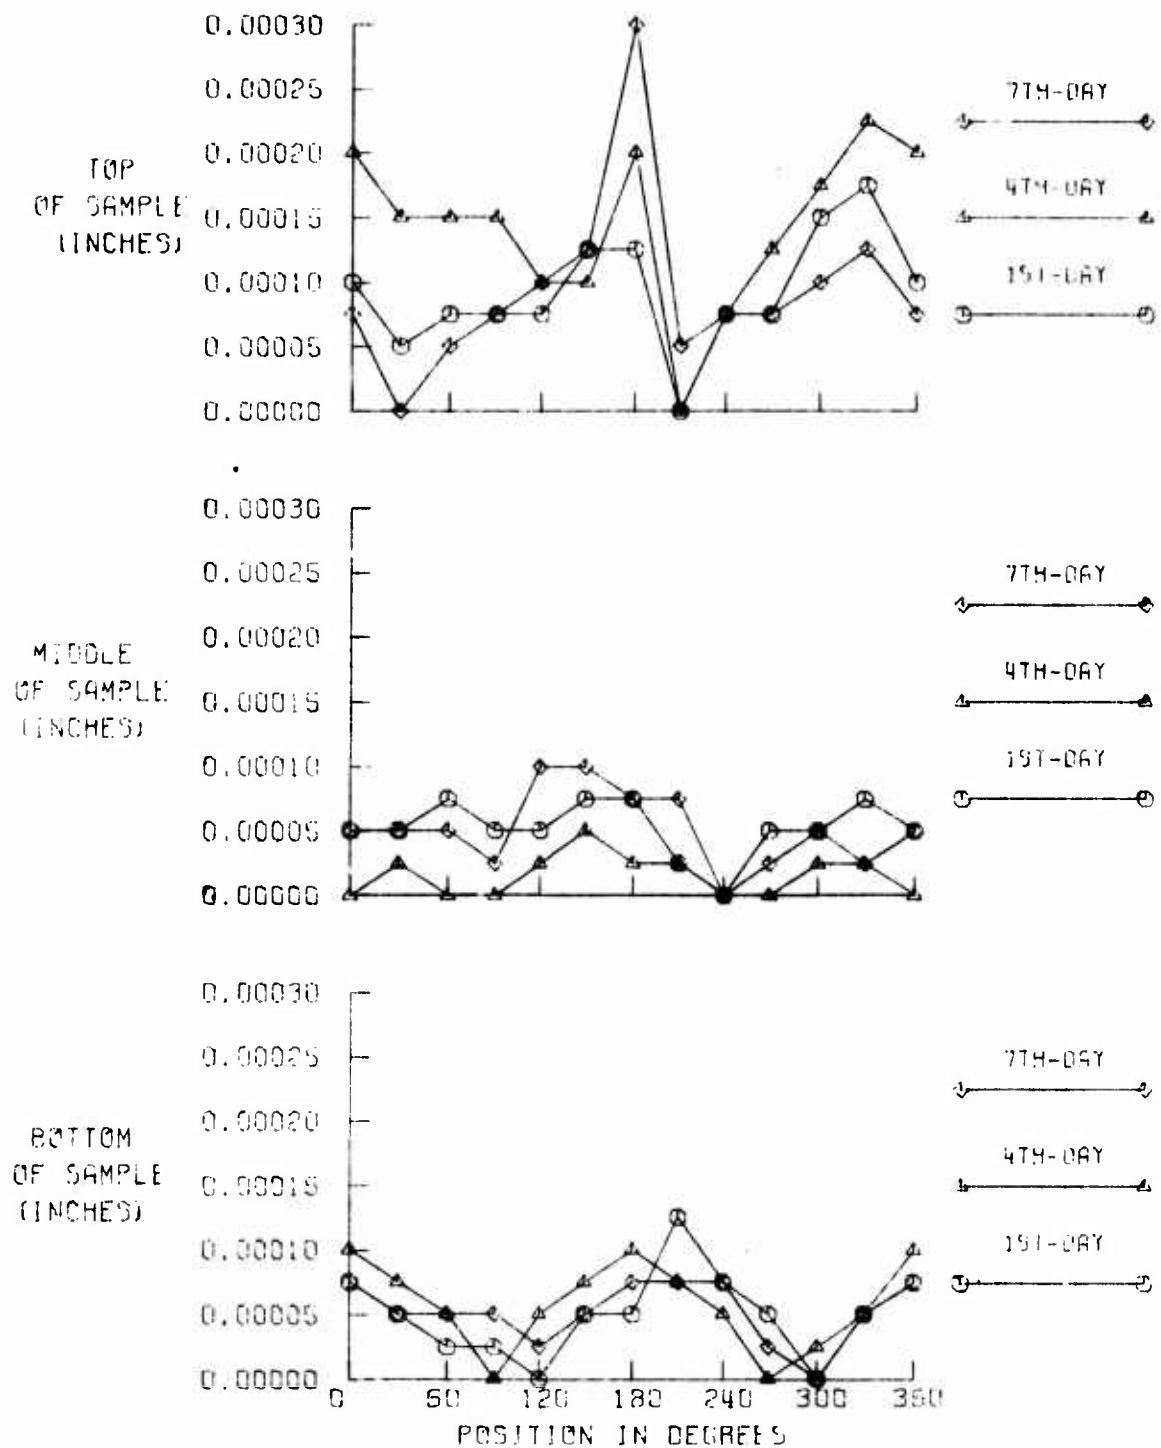 0.00030
0.00025
0.00020
0.00015
0.00010
0.00005
0.00000
TOP
OF SAMPLE
(INCHES)
7TH-DAY
4TH-DAY
1ST-DAY
0.00030
0.00025
0.00020
0.00015
0.00010
0.00005
0.00000
MIDDLE
OF SAMPLE
(INCHES)
7TH-DAY
4TH-DAY
1ST-DAY
0.00030
0.00025
0.00020
0.00015
0.00010
0.00005
0.00000
BOTTOM
OF SAMPLE
(INCHES)
7TH-DAY
4TH-DAY
1ST-DAY
0 60 120 180 240 300 360
POSITION IN DEGREES